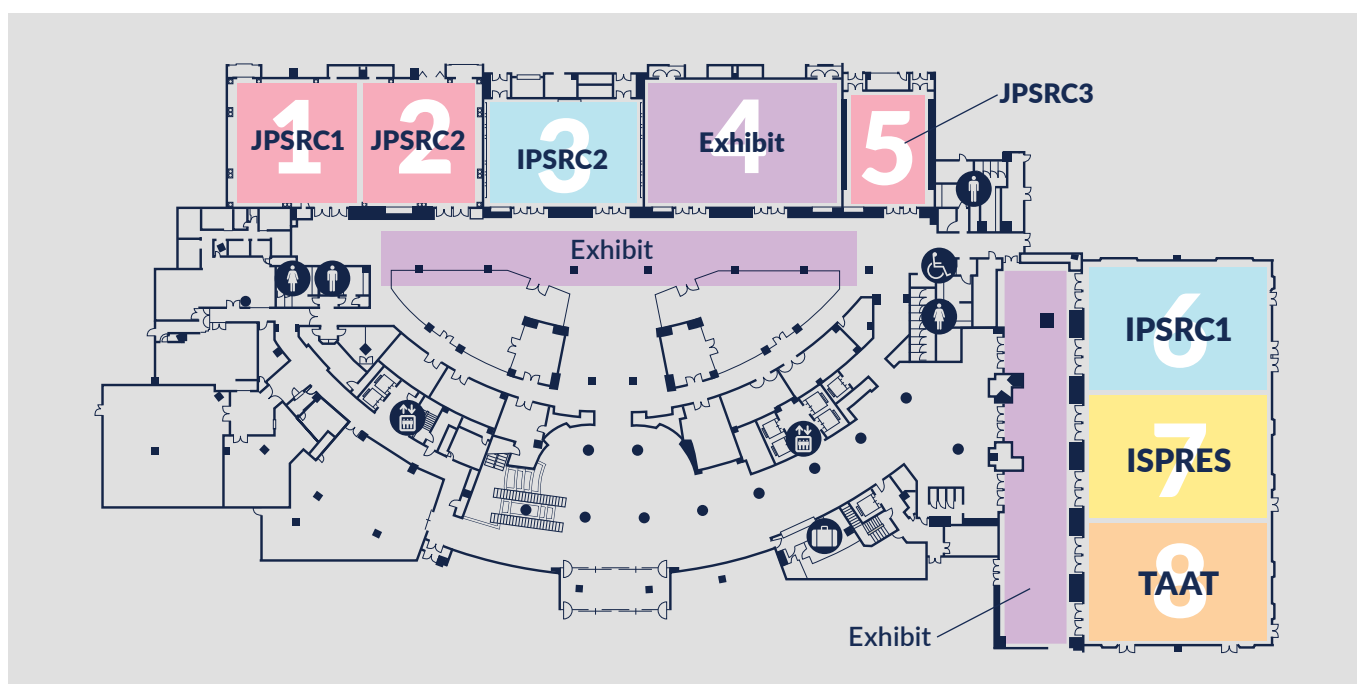 1
JPSRC1
2
JPSRC2
3
IPSRC2
4
Exhibit
5
JPSRC3
Exhibit
6
IPSRC1
7
ISPRES
8
TAAT
Exhibit